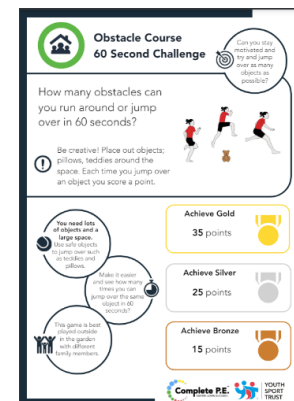 Obstacle Course
60 Second Challenge
Can you stay
motivated and
try and jump
over as many
objects as
possible?
How many obstacles can
you run around or jump
over in 60 seconds?
Be creative! Place out objects;
pillows, teddies around the
space. Each time you jump over
an object you score a point.
You need lots
of objects and a
large space.
Use safe objects
to jump over such
as teddies and
pillows.
Make it easier
and see how many
times you can
jump over the same
object in 60
seconds?
This game is best
played outside
in the garden
with different
family members.
Achieve Gold
35 points
Achieve Silver
25 points
Achieve Bronze
15 points
Complete P.E.
YOUTH
SPORT
TRUST